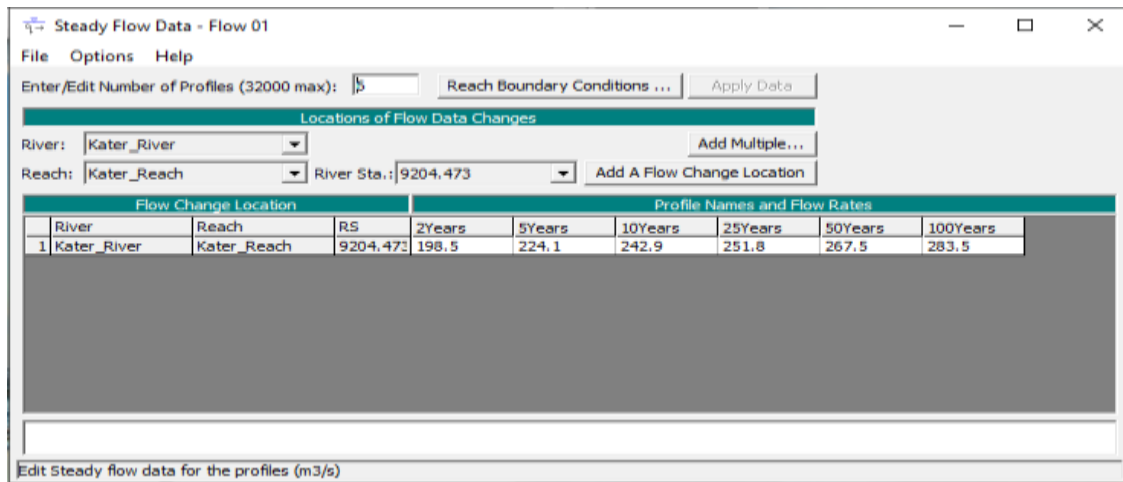 Steady Flow Data - Flow 01
File Options Help
Enter/Edit Number of Profiles (32000 max): Reach Boundary Conditions ... Apply Data
Locations of Flow Data Changes
River: Kater_River Add Multiple...
Reach: Kater_Reach River Sta.: 9204.473 Add A Flow Change Location
Flow Change Location Profile Names and Flow Rates
River Reach RS 2Years 5Years 10Years 25Years 50Years 100Years
1 Kater_River Kater_Reach 9204.473 198.5 224.1 242.9 251.8 267.5 283.5
Edit Steady flow data for the profiles (m3/s)